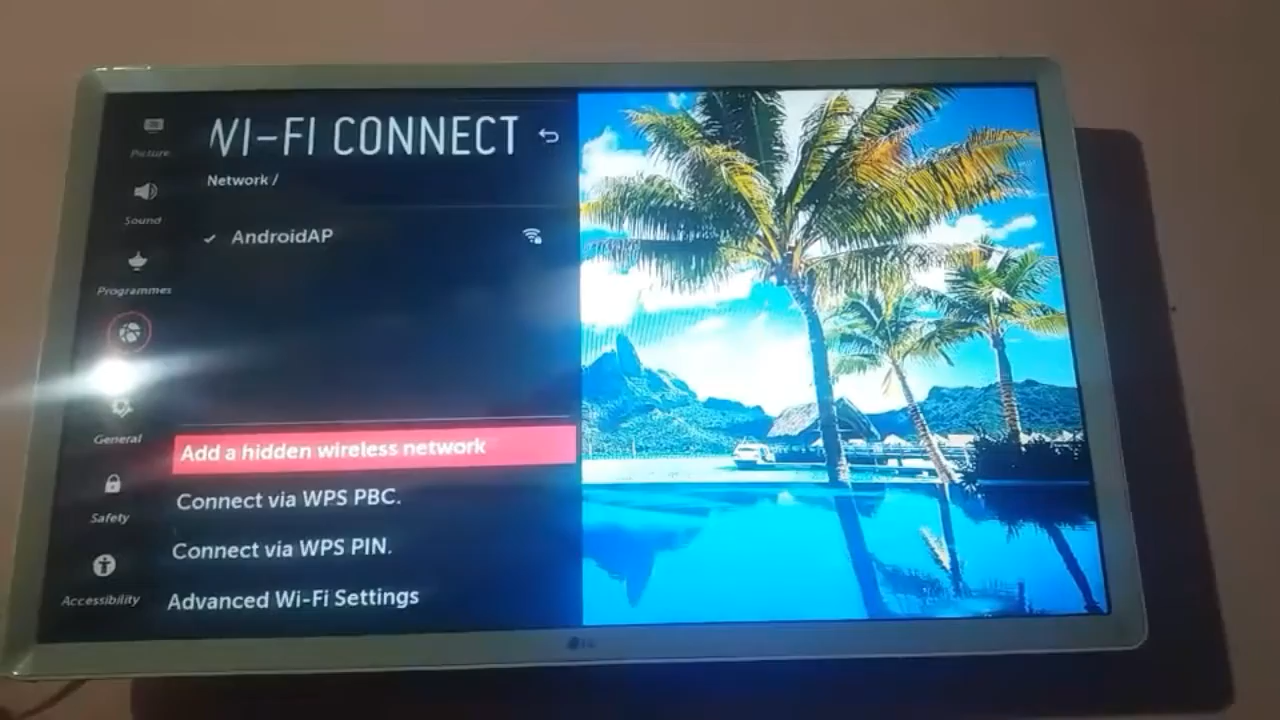 WI-FI CONNECT
Network /
AndroidAP
Add a hidden wireless network
Connect via WPS PBC.
Connect via WPS PIN.
Advanced Wi-Fi Settings
Picture
Sound
Programmes
General
Safety
Accessibility
LG